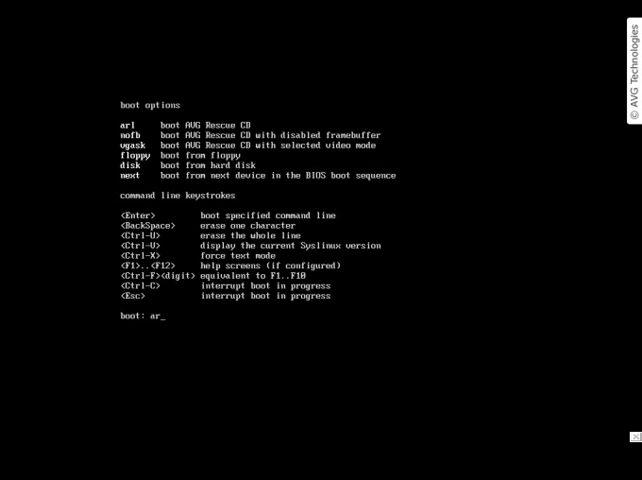 boot options
arl boot AVG Rescue CD
nofb boot AVG Rescue CD with disabled framebuffer
vgask boot AVG Rescue CD with selected video mode
floppy boot from floppy
disk boot from hard disk
next boot from next device in the BIOS boot sequence
command line keystrokes
<Enter> boot specified command line
<BackSpace> erase one character
<Ctrl-U> erase the whole line
<Ctrl-V> display the current Syslinux version
<Ctrl-X> force text mode
<F1>..<F12> help screens (if configured)
<Ctrl-F><digit> equivalent to F1..F10
<Ctrl-C> interrupt boot in progress
<Esc> interrupt boot in progress
boot: ar_
© AVG Technologies